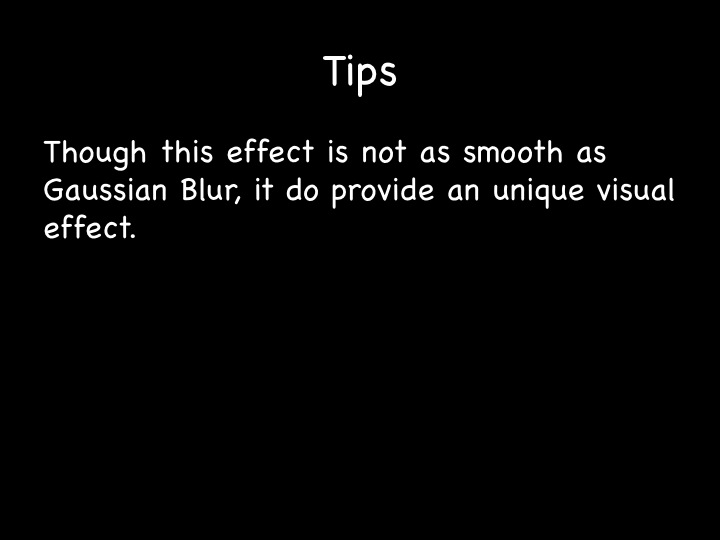 Tips
Though this effect is not as smooth as
Gaussian Blur, it do provide an unique visual
effect.